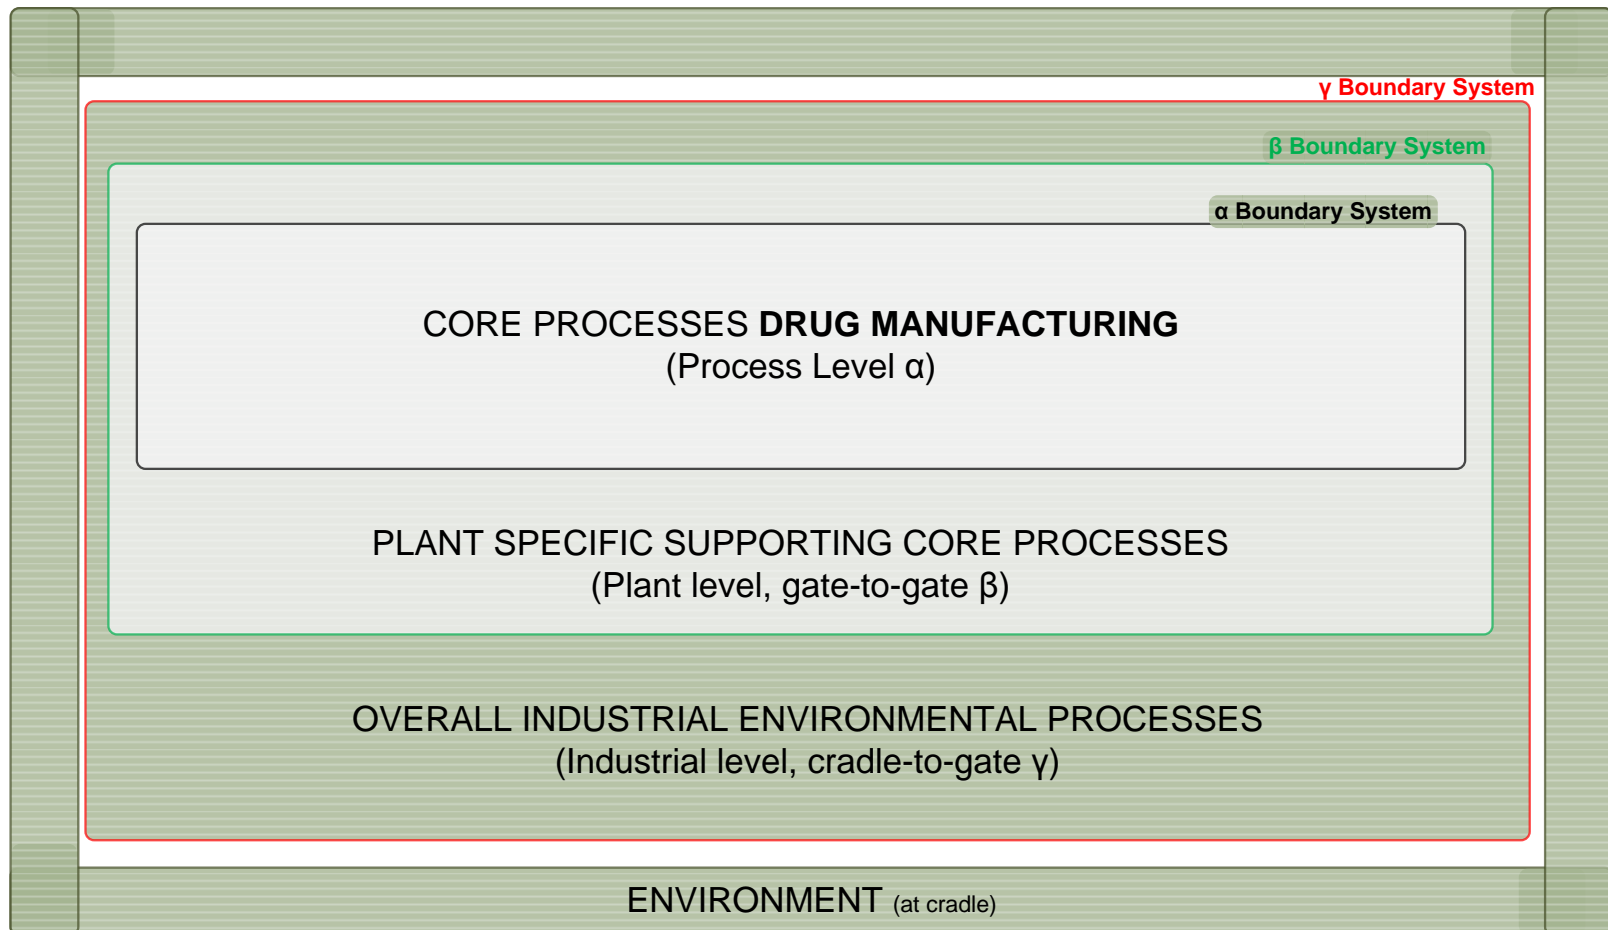 γ Boundary System
β Boundary System
α Boundary System
CORE PROCESSES DRUG MANUFACTURING
(Process Level α)
PLANT SPECIFIC SUPPORTING CORE PROCESSES
(Plant level, gate-to-gate β)
OVERALL INDUSTRIAL ENVIRONMENTAL PROCESSES
(Industrial level, cradle-to-gate γ)
ENVIRONMENT (at cradle)